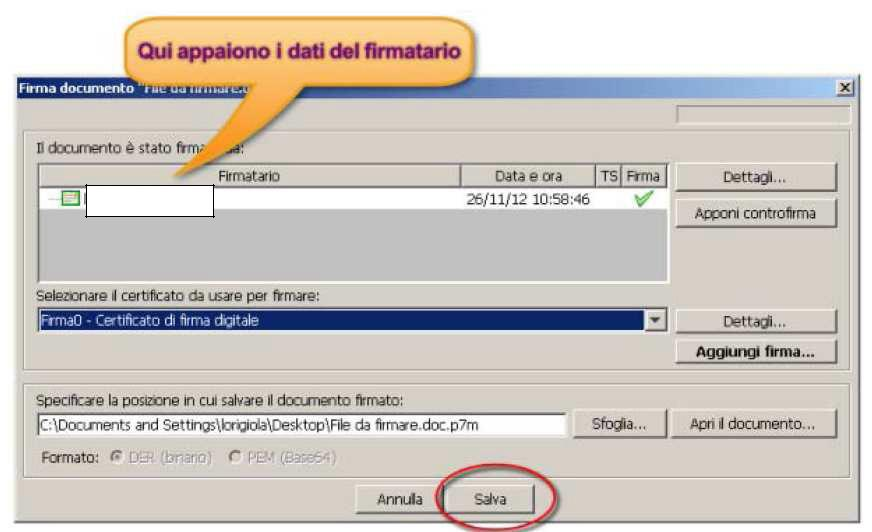 Qui appaiono i dati del firmatario
Firma documento "File da firmare.d
Il documento è stato firma da:
Firmatario Data e ora TS Firma Dettagli...
26/11/12 10:58:46 Apponi controfirma
Selezionare il certificato da usare per firmare:
Firma0 - Certificato di firma digitale Dettagli...
Aggiungi firma...
Specificare la posizione in cui salvare il documento firmato:
C:\Documents and Settings\lorigiola\Desktop\File da firmare.doc.p7m Sfoglia... Apri il documento...
Formato: DER (binario) PEM (Base64)
Annulla Salva